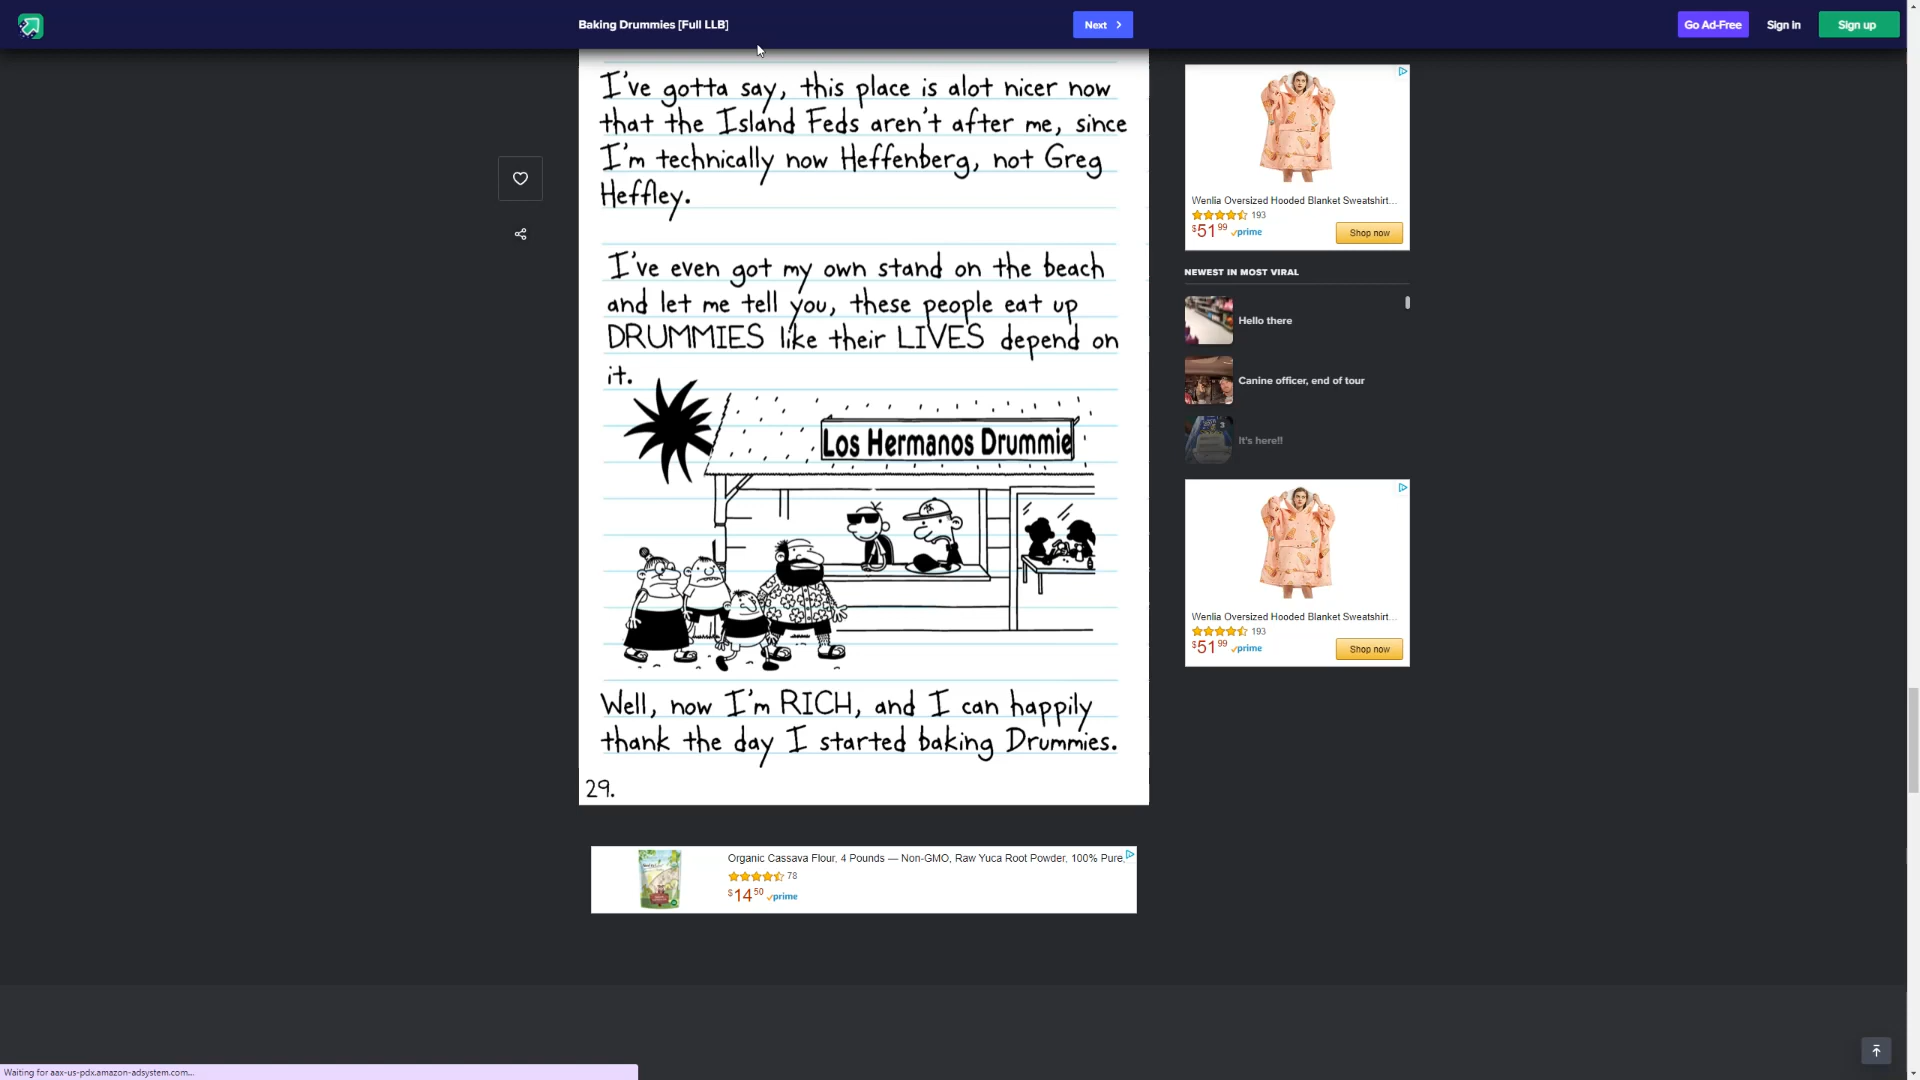 Baking Drummies [Full LLB]
Next
Go Ad-Free
Sign in
Sign up
I've gotta say, this place is alot nicer now
that the Island Feds aren't after me, since
I'm technically now Heffenberg, not Greg
Heffley.
I've even got my own stand on the beach
and let me tell you, these people eat up
DRUMMIES like their LIVES depend on
it.
Los Hermanos Drummie
Well, now I'm RICH, and I can happily
thank the day I started baking Drummies.
29.
Wenlia Oversized Hooded Blanket Sweatshirt...
193
$51 99 prime
Shop now
NEWEST IN MOST VIRAL
Hello there
Canine officer, end of tour
It's here!!
Wenlia Oversized Hooded Blanket Sweatshirt...
193
$51 99 prime
Shop now
Organic Cassava Flour, 4 Pounds — Non-GMO, Raw Yuca Root Powder, 100% Pure,
78
$14 50 prime
Waiting for aax-us-pdx.amazon-adsystem.com...